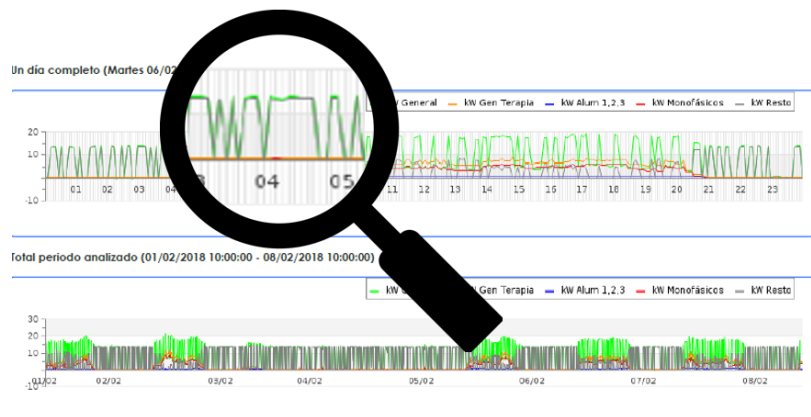 Un día completo (Martes 06/02
General kW Gen Terapia kW Alum 1,2,3 kW Monofásicos kW Resto
20
10
-10
01 02 03 04 05 11 12 13 14 15 16 17 18 19 20 21 22 23
Total periodo analizado (01/02/2018 10:00:00 - 08/02/2018 10:00:00)
kW Gen Terapia kW Alum 1,2,3 kW Monofásicos kW Resto
30
20
10
-10
01/02 02/02 03/02 04/02 05/02 06/02 07/02 08/02